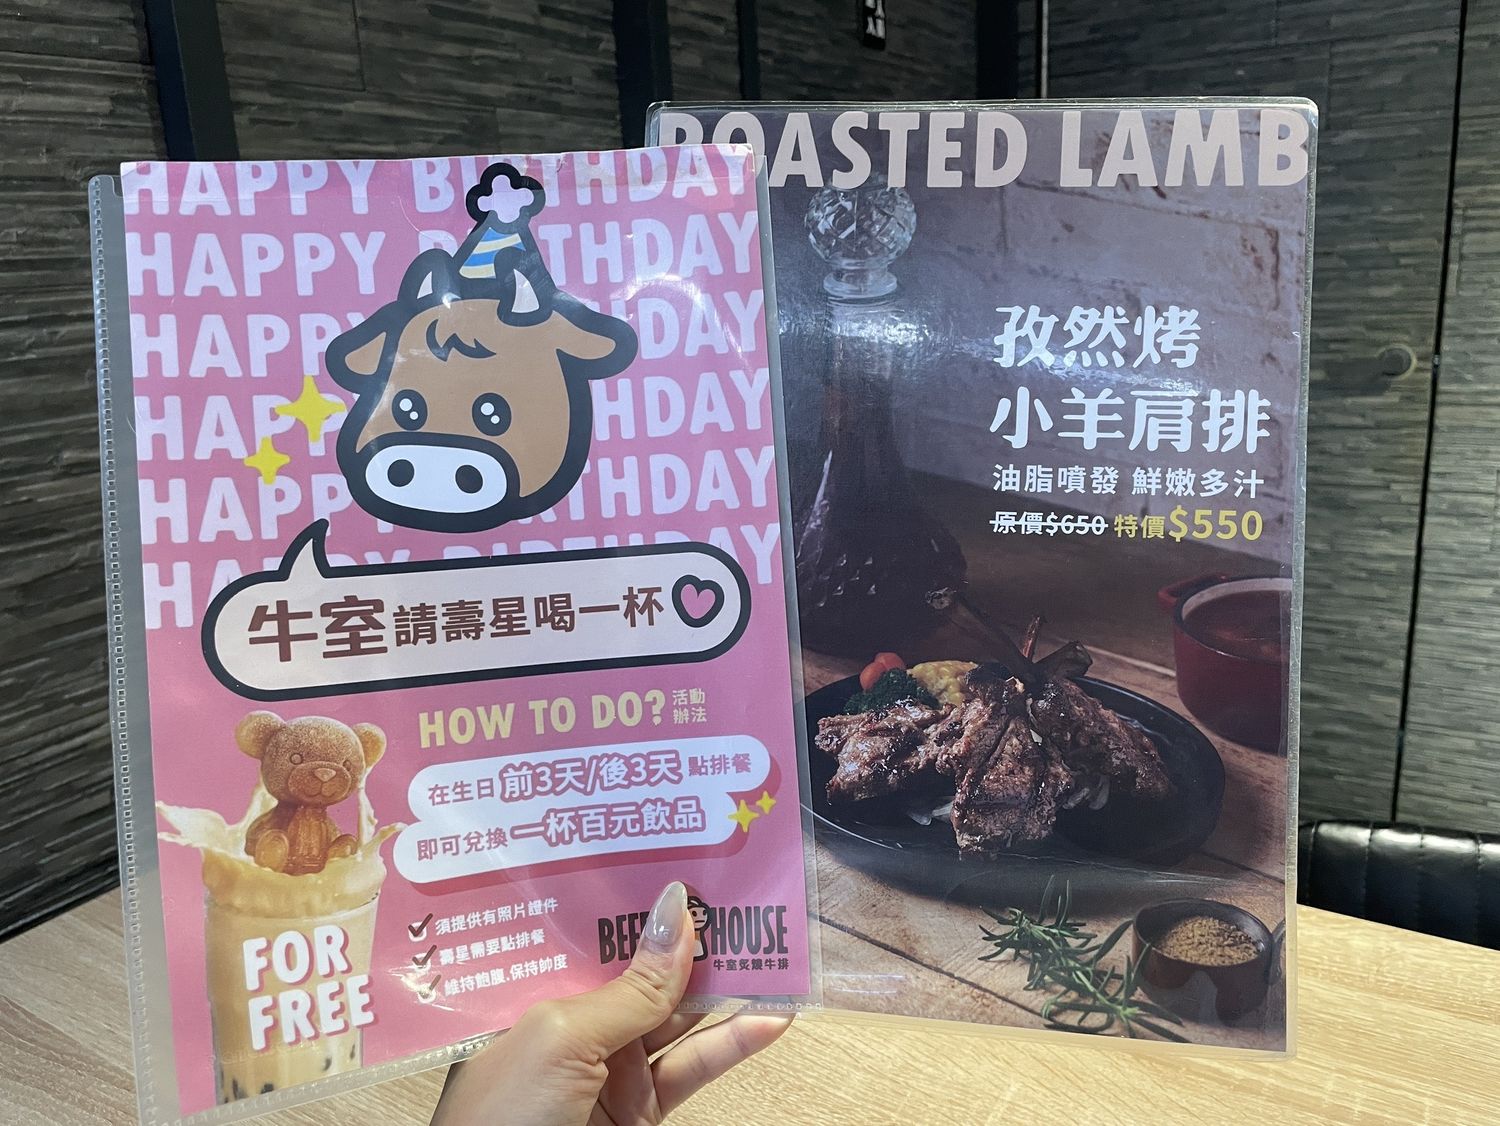 HAPPY BIRTHDAY
HAPPY BIRTHDAY
HAPPY BIRTHDAY
HAPPY BIRTHDAY
HAPPY BIRTHDAY
HAPPY BIRTHDAY
牛室請壽星喝一杯
HOW TO DO? 活動辦法
在生日 前3天/後3天 點排餐
即可兌換 一杯百元飲品
須提供有照片證件
壽星需要點排餐
維持飽腹.保持帥度
FOR
FREE
BEEF HOUSE
牛室炙燒牛排
ROASTED LAMB
孜然烤
小羊肩排
油脂噴發 鮮嫩多汁
原價$650 特價$550